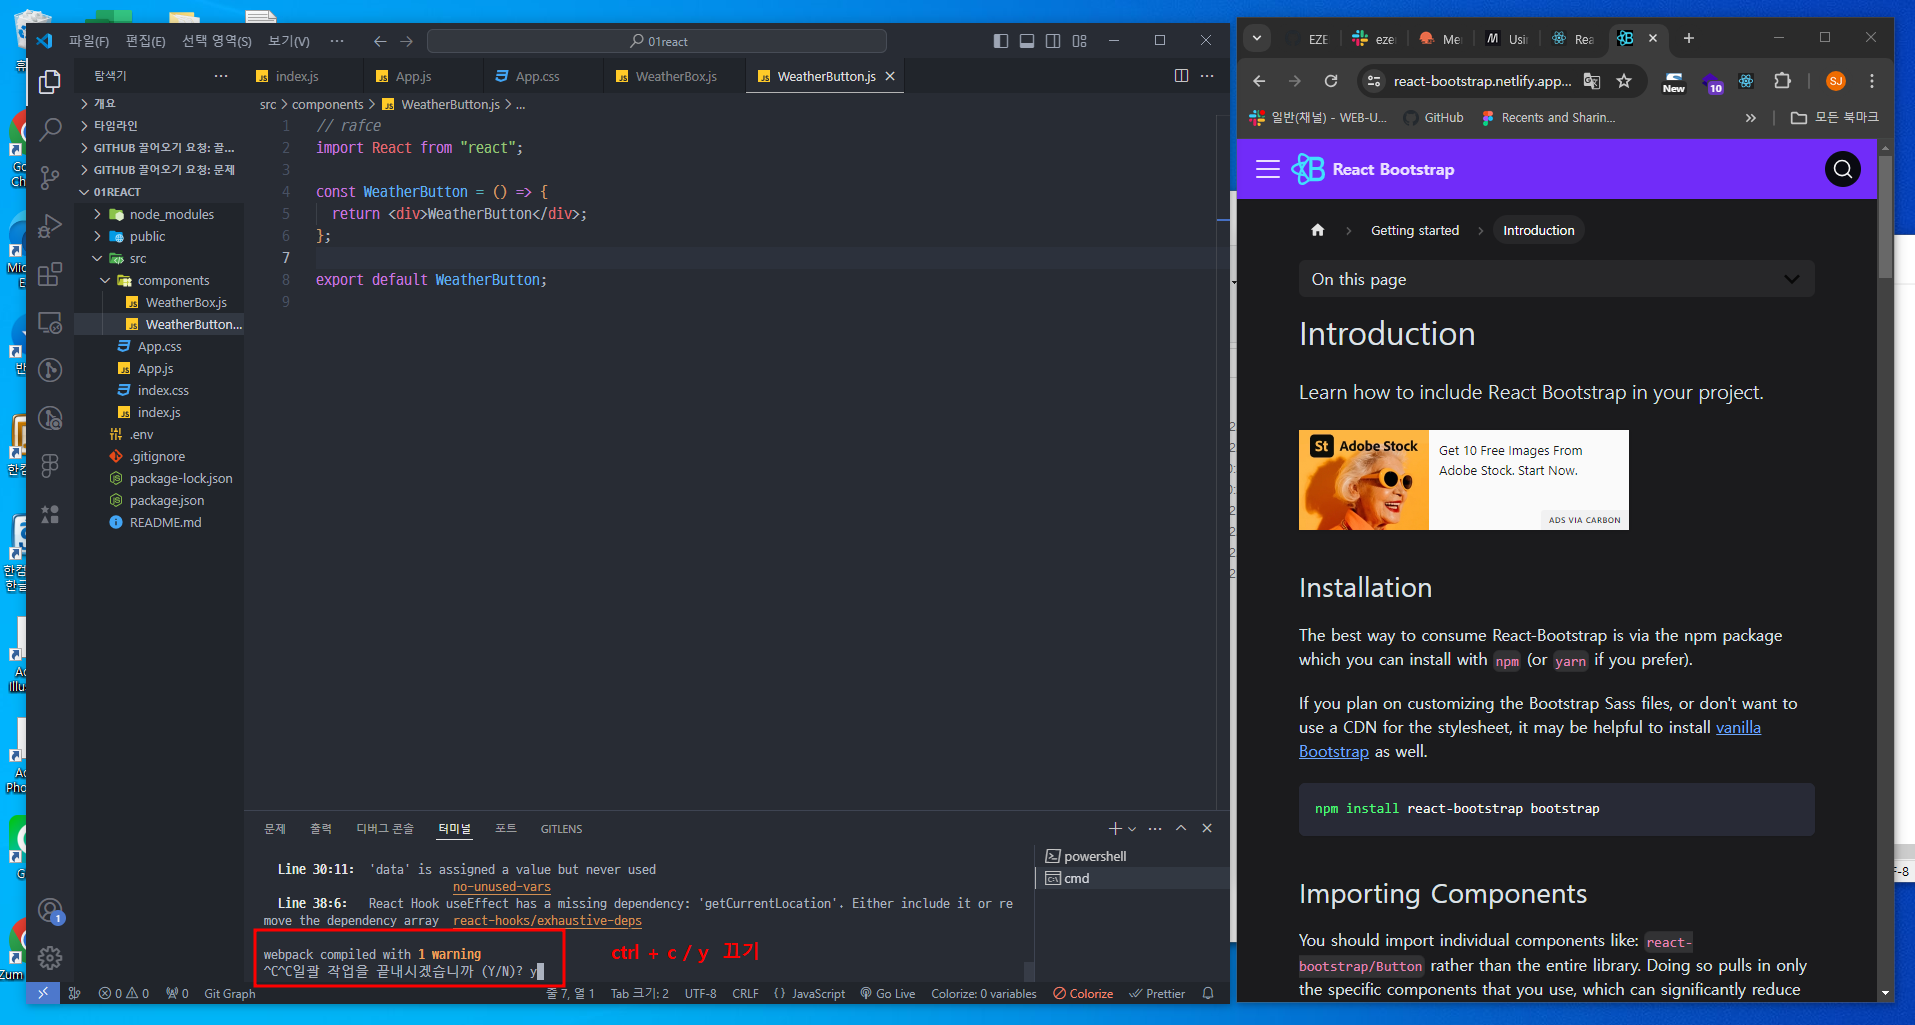 파일(F) 편집(E) 선택 영역(S) 보기(V) ··· 01react
탐색기 ···
개요
타임라인
GITHUB 끌어오기 요청: 끌...
GITHUB 끌어오기 요청: 문제
01REACT
node_modules
public
src
components
WeatherBox.js
WeatherButton...
App.css
App.js
index.css
index.js
.env
.gitignore
package-lock.json
package.json
README.md
index.js App.js App.css WeatherBox.js WeatherButton.js
src > components > WeatherButton.js > ...
1 // rafce
2 import React from "react";
3
4 const WeatherButton = () => {
5 return <div>WeatherButton</div>;
6 };
7
8 export default WeatherButton;
9
문제 출력 디버그 콘솔 터미널 포트 GITLENS
Line 30:11: 'data' is assigned a value but never used
no-unused-vars
Line 38:6: React Hook useEffect has a missing dependency: 'getCurrentLocation'. Either include it or re
move the dependency array react-hooks/exhaustive-deps
webpack compiled with 1 warning
^C^C일괄 작업을 끝내시겠습니까 (Y/N)? y
ctrl + c / y 끄기
powershell
cmd
1
0 0 0 Git Graph 줄 7, 열 1 Tab 크기: 2 UTF-8 CRLF {} JavaScript Go Live Colorize: 0 variables Colorize Prettier
EZE eze Me Usi Rea
react-bootstrap.netlify.app... New 10 SJ
일반(채널) - WEB-U... GitHub Recents and Sharin... » 모든 북마크
React Bootstrap
Getting started > Introduction
On this page
Introduction
Learn how to include React Bootstrap in your project.
St Adobe Stock
Get 10 Free Images From
Adobe Stock. Start Now.
ADS VIA CARBON
Installation
The best way to consume React-Bootstrap is via the npm package
which you can install with npm (or yarn if you prefer).
If you plan on customizing the Bootstrap Sass files, or don't want to
use a CDN for the stylesheet, it may be helpful to install vanilla
Bootstrap as well.
npm install react-bootstrap bootstrap
Importing Components
You should import individual components like: react-
bootstrap/Button rather than the entire library. Doing so pulls in only
the specific components that you use, which can significantly reduce